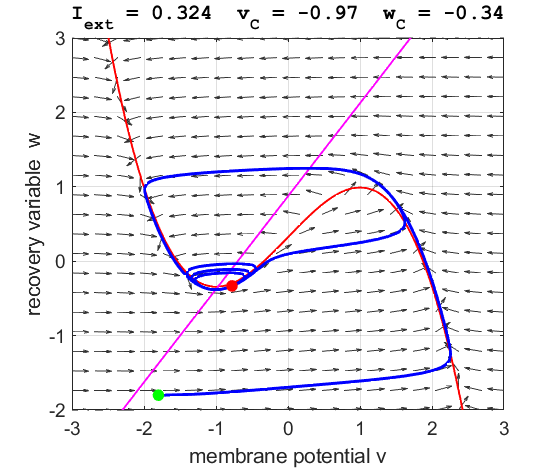 I_ext = 0.324 v_C = -0.97 w_C = -0.34
3
2
1
0
-1
-2
recovery variable w
-3 -2 -1 0 1 2 3
membrane potential v